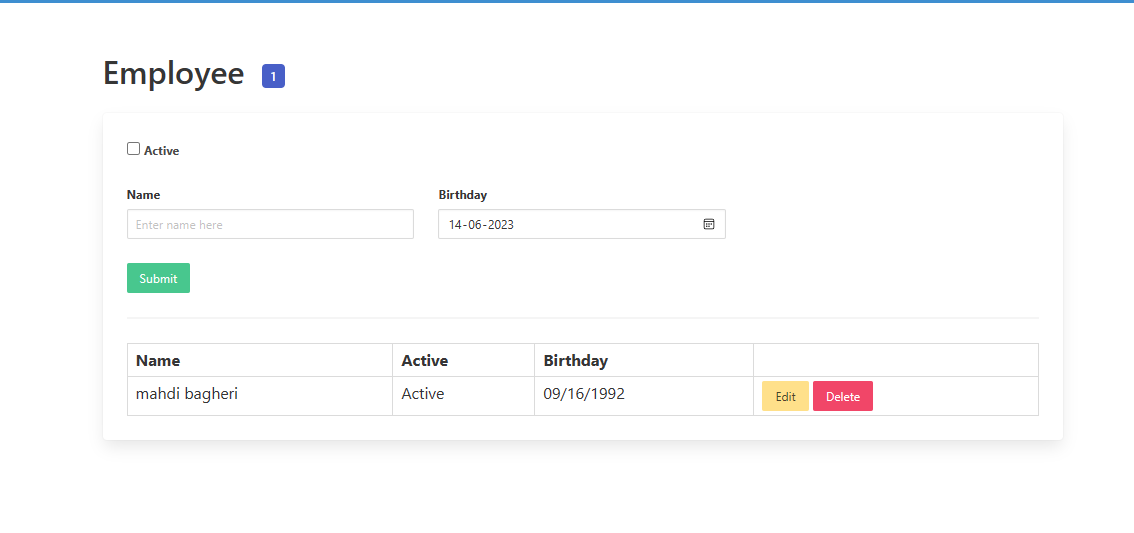 Employee 1
Active
Name Birthday
Enter name here 14-06-2023
Submit
Name Active Birthday
mahdi bagheri Active 09/16/1992 Edit Delete